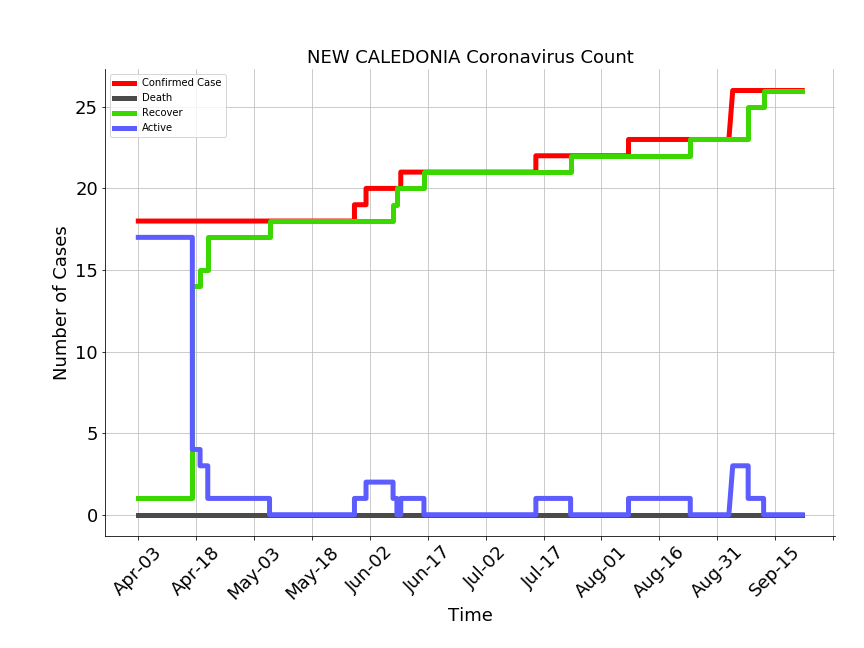 NEW CALEDONIA Coronavirus Count
Confirmed Case
Death
Recover
Active
25
20
15
10
5
0
Number of Cases
Apr-03
Apr-18
May-03
May-18
Jun-02
Jun-17
Jul-02
Jul-17
Aug-01
Aug-16
Aug-31
Sep-15
Time